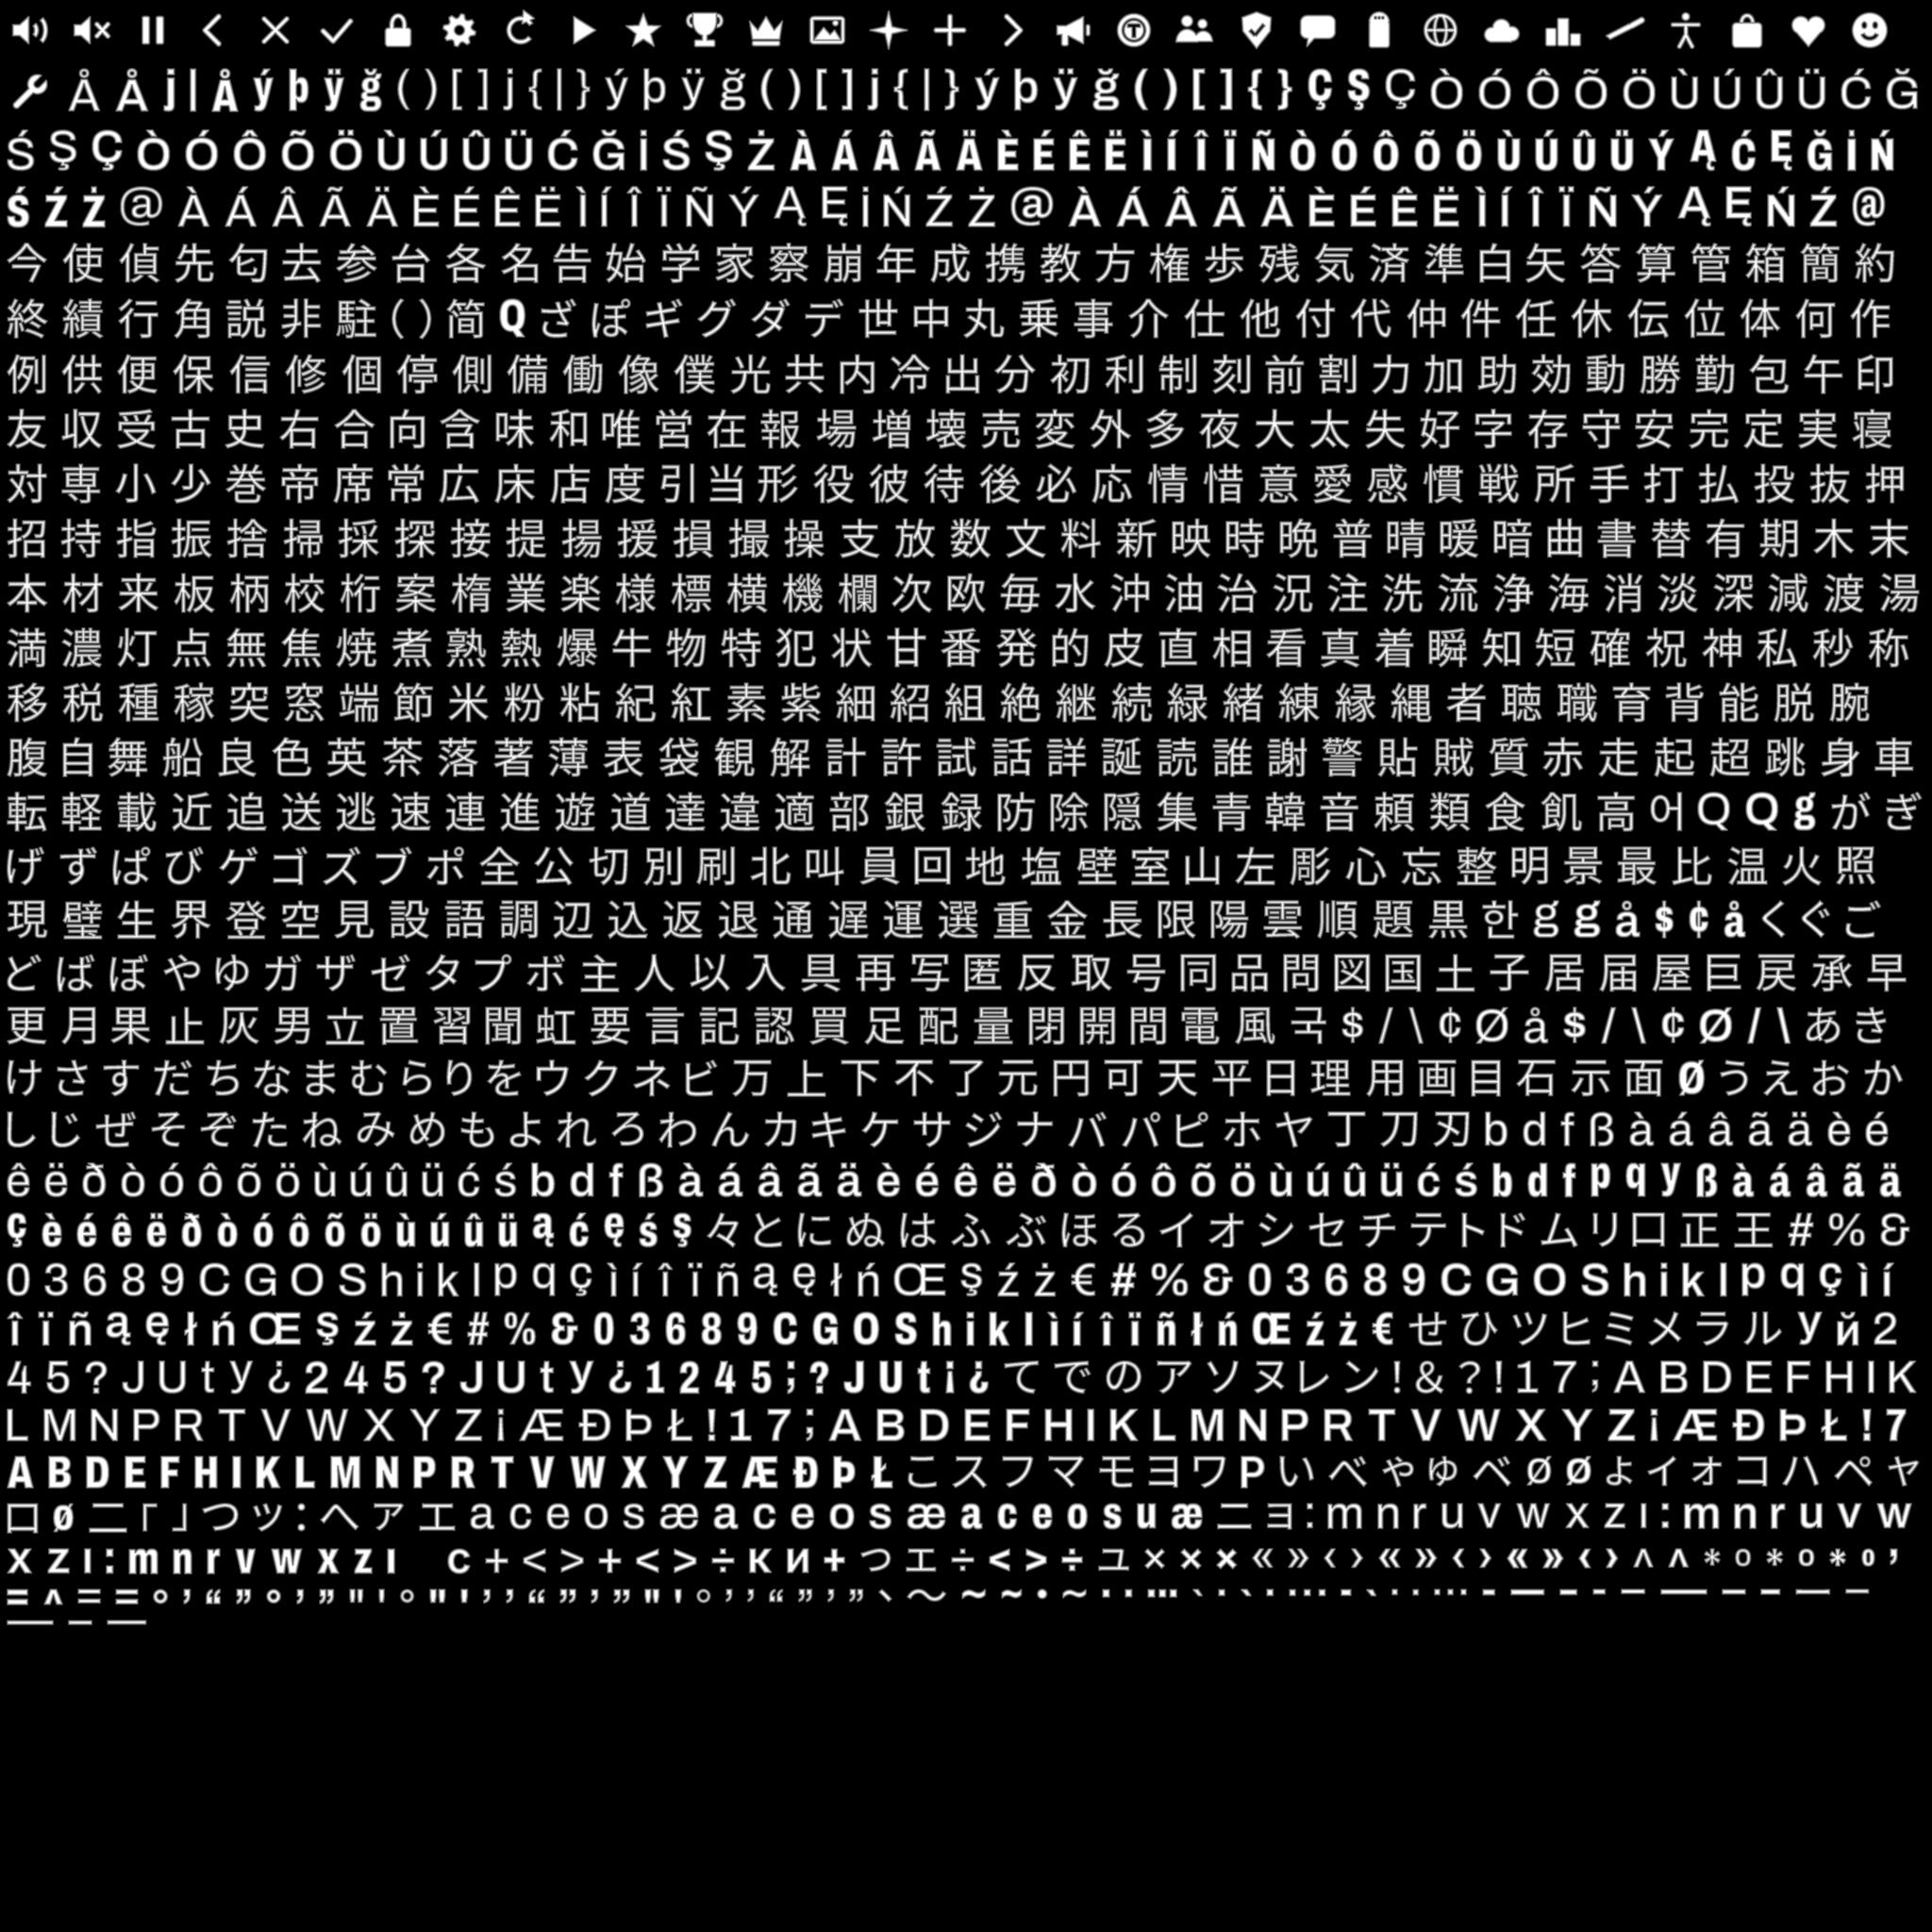 Å Å j | Å ý þ ÿ ğ ( ) [ ] j { | } ý þ ÿ ğ ( ) [ ] j { | } ý þ ÿ ğ ( ) [ ] { } Ç Ş Ç Ò Ó Ô Õ Ö Ù Ú Û Ü Ć Ğ
Ś Ş Ç Ò Ó Ô Õ Ö Ù Ú Û Ü Ć Ğ İ Ś Ş Ż À Á Â Ã Ä È É Ê Ë Ì Í Î Ï Ñ Ò Ó Ô Õ Ö Ù Ú Û Ü Ý Ą Ć Ę Ğ İ Ń
Ś Ź Ż @ À Á Â Ã Ä È É Ê Ë Ì Í Î Ï Ñ Ý Ą Ę İ Ń Ź Ż @ À Á Â Ã Ä È É Ê Ë Ì Í Î Ï Ñ Ý Ą Ę Ń Ź @
今 使 偵 先 匂 去 参 台 各 名 告 始 学 家 察 崩 年 成 携 教 方 権 歩 残 気 済 準 白 矢 答 算 管 箱 簡 約
終 績 行 角 説 非 駐 ( ) 简 Q ざ ぽ ギ グ ダ デ 世 中 丸 乗 事 介 仕 他 付 代 仲 件 任 休 伝 位 体 何 作
例 供 便 保 信 修 個 停 側 備 働 像 僕 光 共 内 冷 出 分 初 利 制 刻 前 割 力 加 助 効 動 勝 勤 包 午 印
友 収 受 古 史 右 合 向 含 味 和 唯 営 在 報 場 増 壊 売 変 外 多 夜 大 太 失 好 字 存 守 安 完 定 実 寝
対 専 小 少 巻 帝 席 常 広 床 店 度 引 当 形 役 彼 待 後 必 応 情 惜 意 愛 感 慣 戦 所 手 打 払 投 抜 押
招 持 指 振 捨 掃 採 探 接 提 揚 援 損 撮 操 支 放 数 文 料 新 映 時 晩 普 晴 暖 暗 曲 書 替 有 期 木 末
本 材 来 板 柄 校 桁 案 楕 業 楽 様 標 横 機 欄 次 欧 毎 水 沖 油 治 況 注 洗 流 浄 海 消 淡 深 減 渡 湯
満 濃 灯 点 無 焦 焼 煮 熟 熱 爆 牛 物 特 犯 状 甘 番 発 的 皮 直 相 看 真 着 瞬 知 短 確 祝 神 私 秒 称
移 税 種 稼 突 窓 端 節 米 粉 粘 紀 紅 素 紫 細 紹 組 絶 継 続 緑 緒 練 縁 縄 者 聴 職 育 背 能 脱 腕
腹 自 舞 船 良 色 英 茶 落 著 薄 表 袋 観 解 計 許 試 話 詳 誕 読 誰 謝 警 貼 賊 質 赤 走 起 超 跳 身 車
転 軽 載 近 追 送 逃 速 連 進 遊 道 達 違 適 部 銀 録 防 除 隠 集 青 韓 音 頼 類 食 飢 高 어 Q Q ģ が ぎ
げ ず ぱ び ゲ ゴ ズ ブ ポ 全 公 切 別 刷 北 叫 員 回 地 塩 壁 室 山 左 彫 心 忘 整 明 景 最 比 温 火 照
現 璧 生 界 登 空 見 設 語 調 辺 込 返 退 通 遅 運 選 重 金 長 限 陽 雲 順 題 黒 한 ģ ģ å $ ¢ å く ぐ ご
ど ば ぼ や ゆ ガ ザ ゼ タ プ ボ 主 人 以 入 具 再 写 匿 反 取 号 同 品 問 図 国 土 子 居 届 屋 巨 戻 承 早
更 月 果 止 灰 男 立 置 習 聞 虹 要 言 記 認 買 足 配 量 閉 開 間 電 風 국 $ / \ ¢ Ø å $ / \ ¢ Ø / \ あ き
け さ す だ ち な ま む ら り を ウ ク ネ ビ 万 上 下 不 了 元 円 可 天 平 日 理 用 画 目 石 示 面 Ø う え お か
し じ ぜ そ ぞ た ね み め も よ れ ろ わ ん カ キ ケ サ ジ ナ バ パ ピ ホ ヤ 丁 刀 刃 b d f ß à á â ã ä è é
ê ë ð ò ó ô õ ö ù ú û ü ć ś b d f ß à á â ã ä è é ê ë ð ò ó ô õ ö ù ú û ü ć ś b d f p q y ß à á â ã ä
ç è é ê ë ð ò ó ô õ ö ù ú û ü ą ć ę ś ş 々 と に ぬ は ふ ぶ ほ る イ オ シ セ チ テ ト ド ム リ 口 正 王 # % &
0 3 6 8 9 C G O S h i k l p q ç ì í î ï ñ ą ę ł ń Œ ş ź ż € # % & 0 3 6 8 9 C G O S h i k l p q ç ì í
î ï ñ ą ę ł ń Œ ş ź ż € # % & 0 3 6 8 9 C G O S h i k l ì í î ï ñ ł ń Œ ź ż € せ ひ ツ ヒ ミ メ ラ ル у й 2
4 5 ? J U t y ¿ 2 4 5 ? J U t y ¿ 1 2 4 5 ; ? J U t ¡ ¿ て で の ア ソ ヌ レ ン ! & ? ! 1 7 ; A B D E F H I K
L M N P R T V W X Y Z ¡ Æ Ð Þ Ł ! 1 7 ; A B D E F H I K L M N P R T V W X Y Z ¡ Æ Ð Þ Ł ! 7
A B D E F H I K L M N P R T V W X Y Z Æ Ð Þ Ł こ ス フ マ モ ヨ ワ Р い べ ゃ ゅ ベ ø ø ょ イ ォ コ ハ ペ ャ
ロ ø 二 「 」 つ ッ : へ ァ エ a c e o s æ a c e o s æ a c e o s u æ ニ ョ : m n r u v w x z ı : m n r u v w
x z ı : m n r v w x z ı с + < > + < > ÷ к и + っ ェ ÷ < > ÷ ュ × × × « » ‹ › « » ‹ › « » ‹ › ^ ^ * º * º * º ’
= ^ = = ° ’ “ ” ° ’ ” " ' ° " ' ’ ’ “ ” ’ ” " ' ° ’ ’ “ ” ’ ” 、 〜 ~ ~ • ~ · · … ` · ` · … · ` · · … - — - - – — – – – –
— _ —